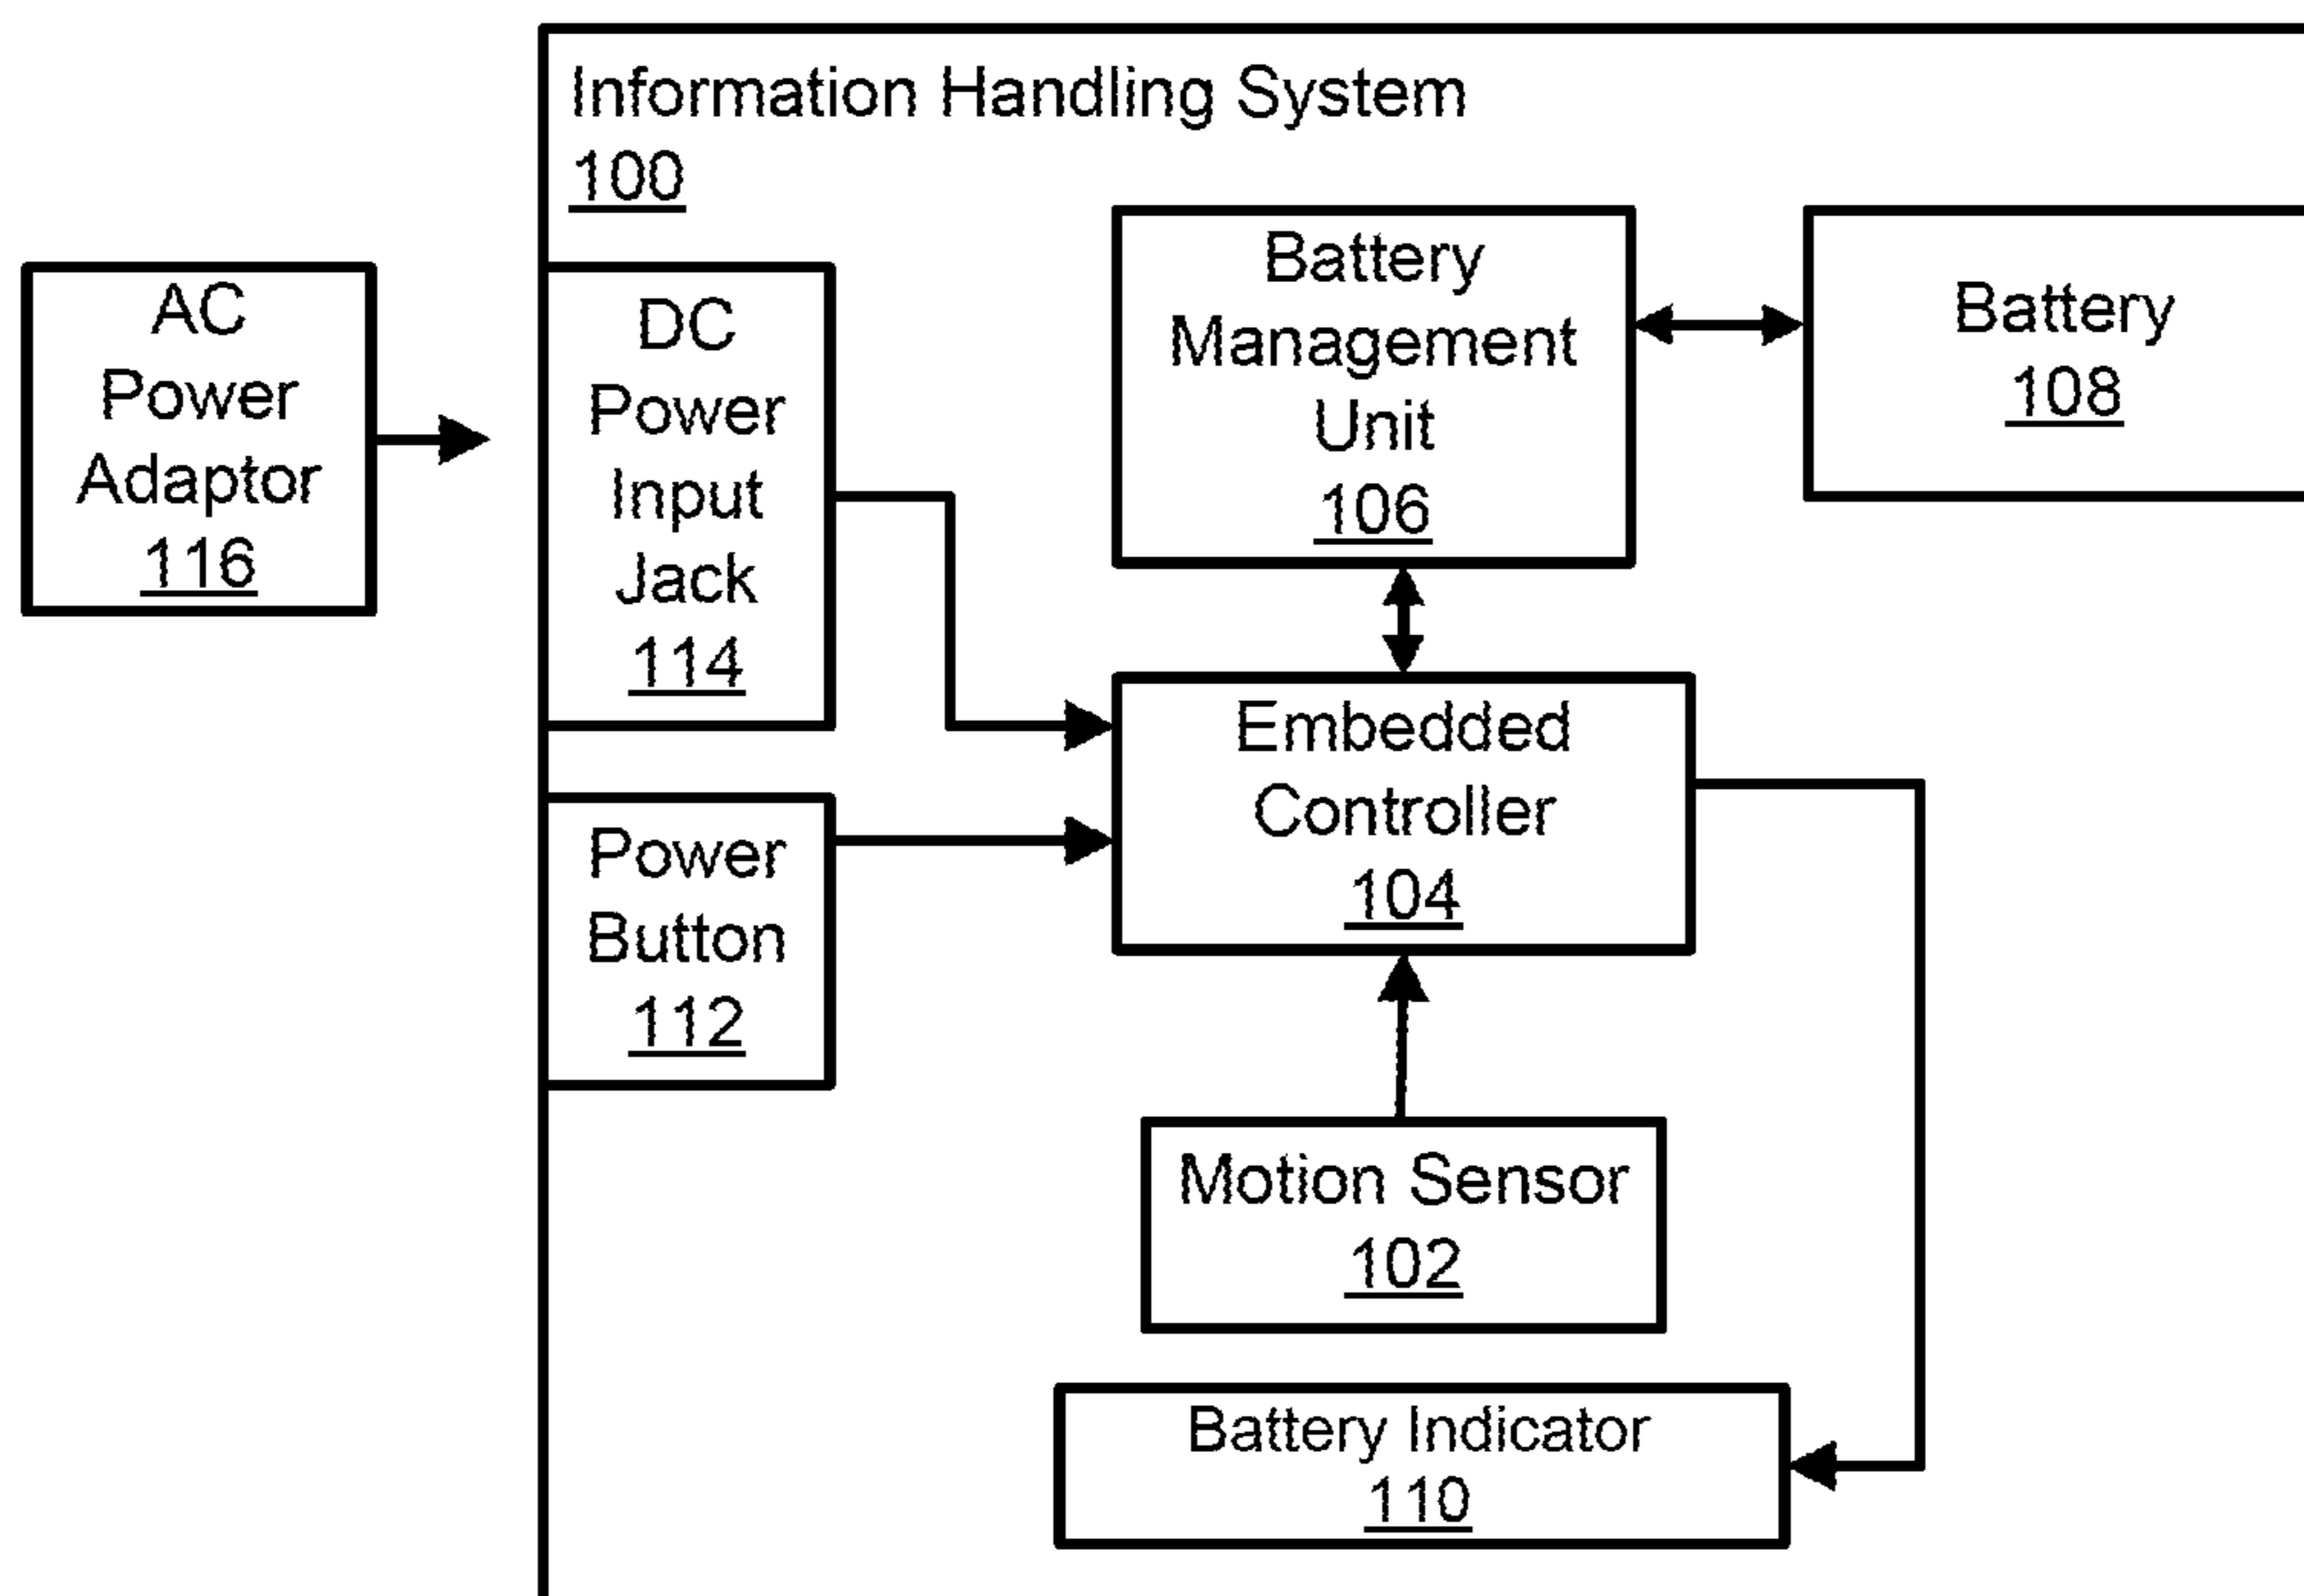 Information Handling System
100
AC
Power
Adaptor
116
DC
Power
Input
Jack
114
Battery
Management
Unit
106
Battery
108
Embedded
Controller
104
Power
Button
112
Motion Sensor
102
Battery Indicator
110